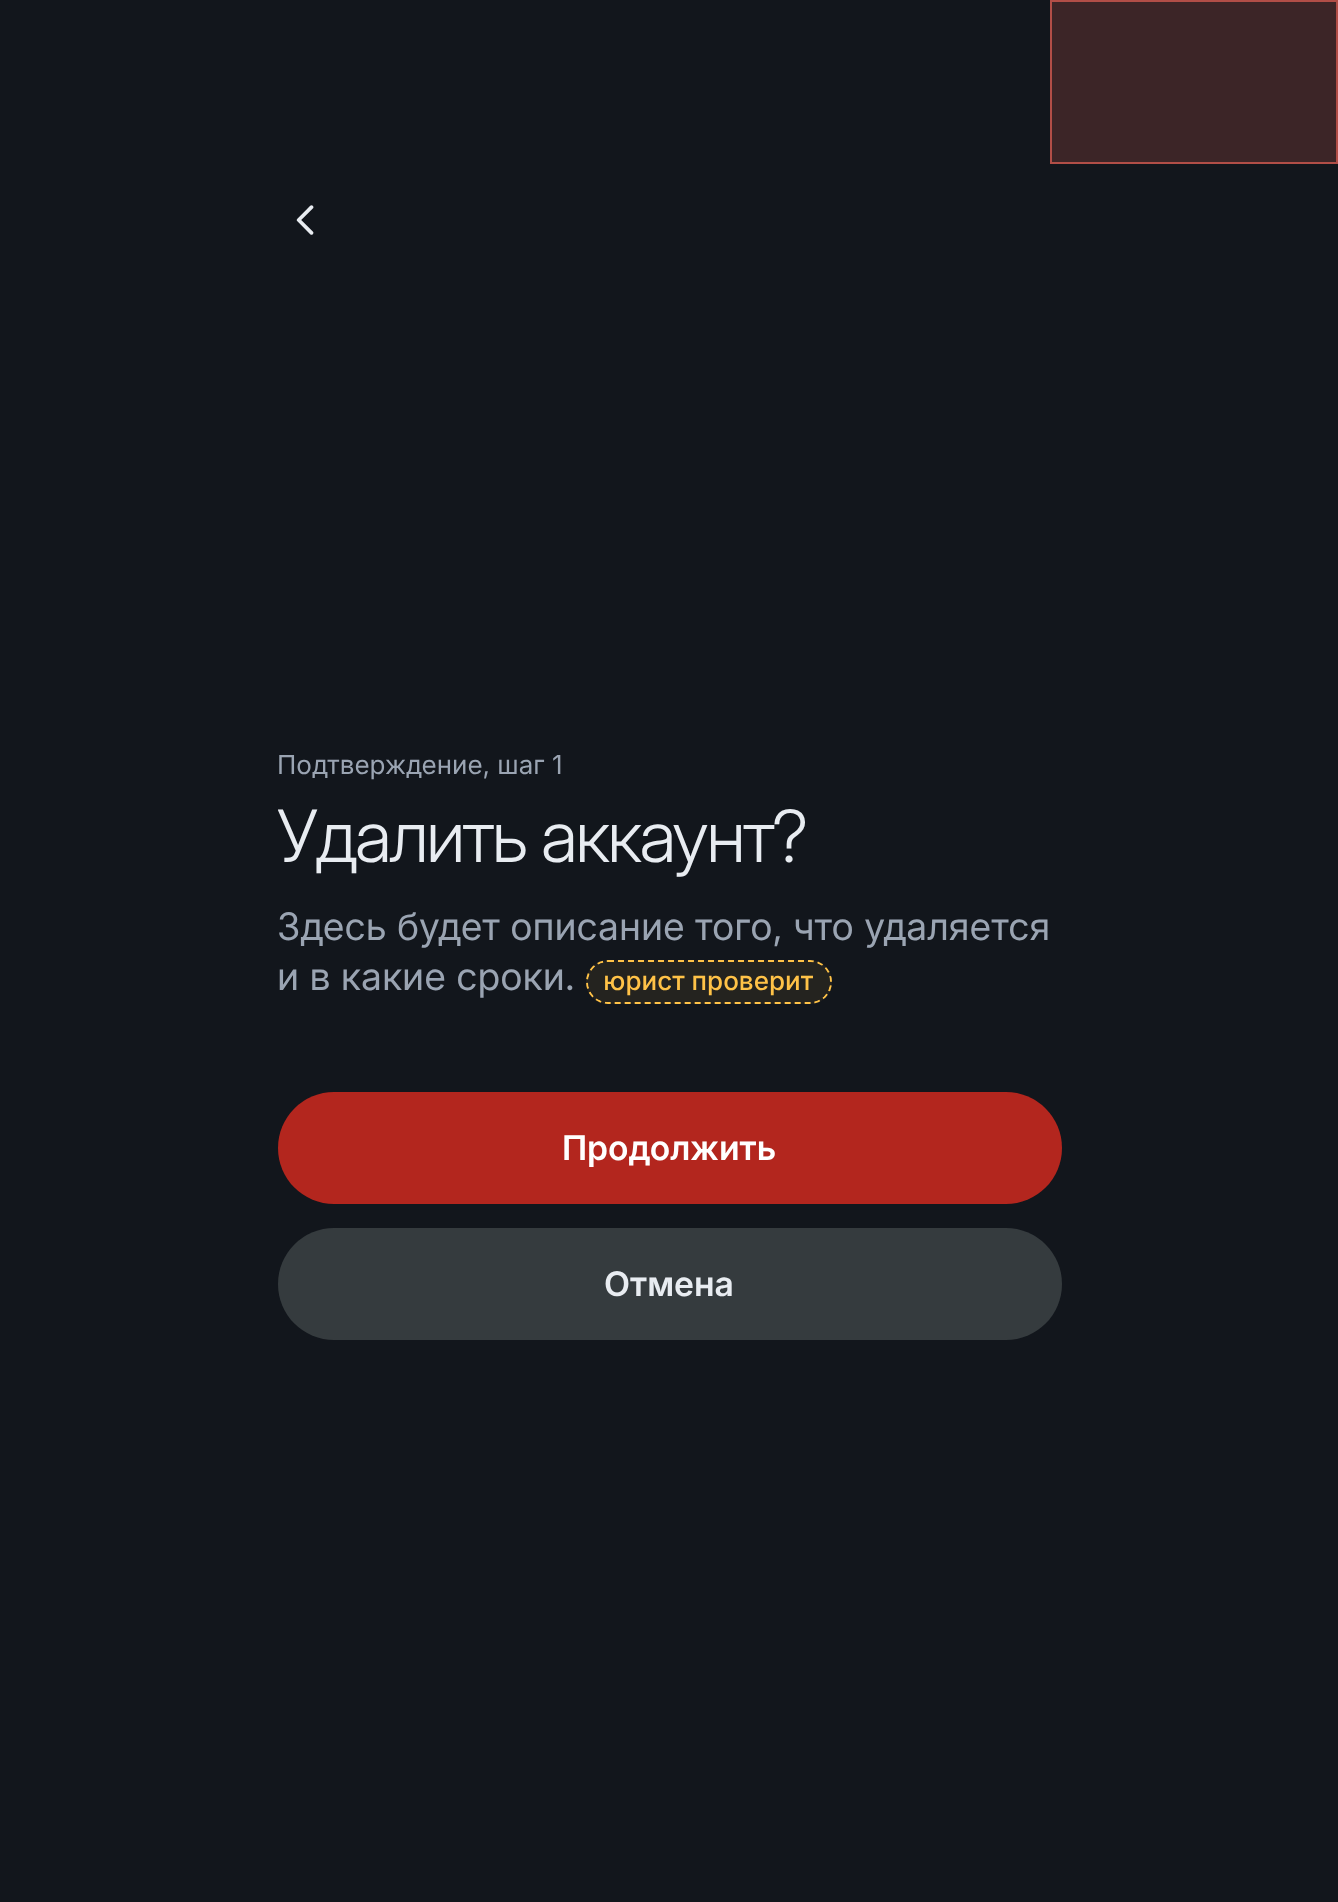 Подтверждение, шаг 1
Удалить аккаунт?
Здесь будет описание того, что удаляется
и в какие сроки. юрист проверит
Продолжить
Отмена